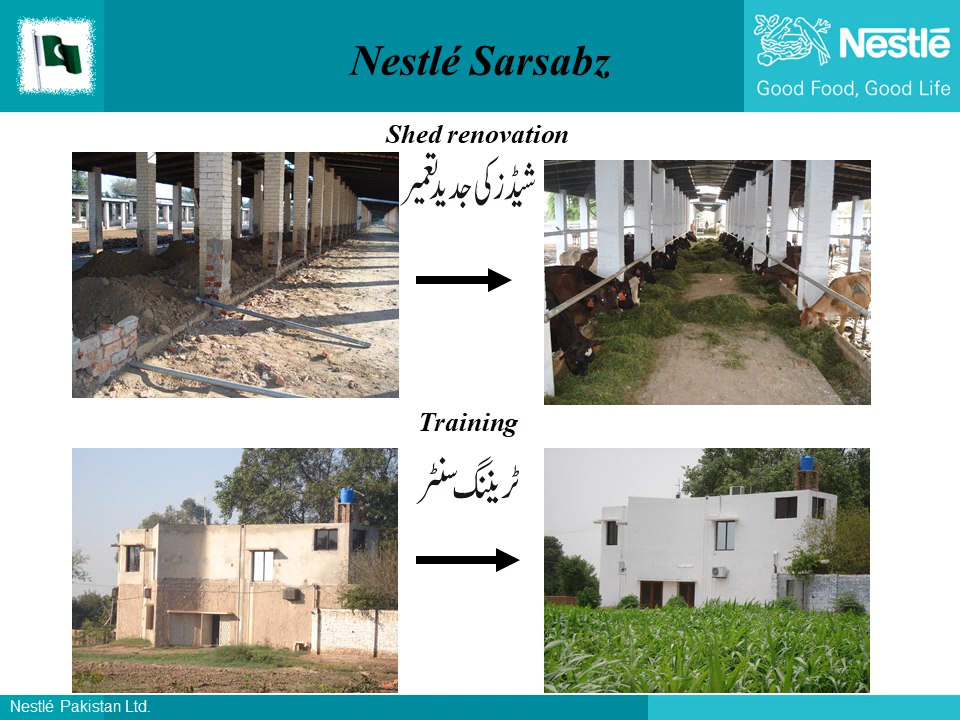 Nestlé Sarsabz
Nestlé
Good Food, Good Life
Shed renovation
شیڈز کی جدید تعمیر
Training
ٹریننگ سنٹر
Nestlé Pakistan Ltd.